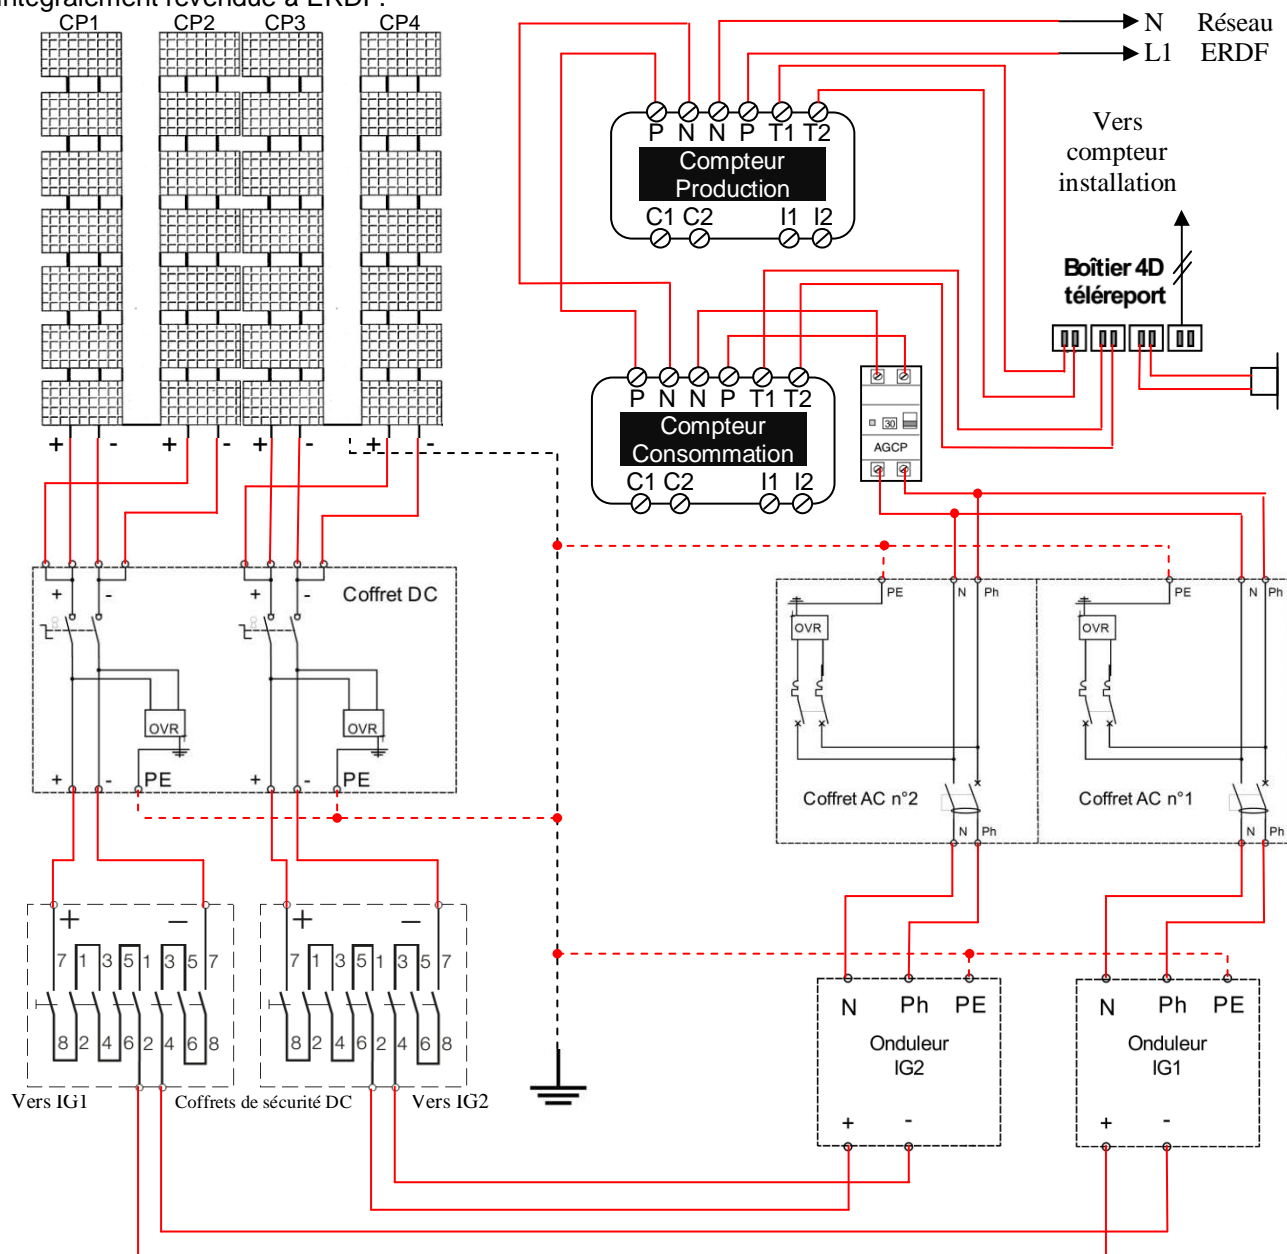 intégralement revendue à ERDF.
CP1 CP2 CP3 CP4
N Réseau
L1 ERDF
P N N P T1 T2
Compteur
Production
C1 C2 I1 I2
Vers
compteur
installation
Boîtier 4D
téléreport
P N N P T1 T2
Compteur
Consommation
C1 C2 I1 I2
30
AGCP
+ - + - + - + -
Coffret DC
+ - + -
OVR OVR
+ - PE + - PE
PE N Ph PE N Ph
OVR OVR
Coffret AC n°2 Coffret AC n°1
N Ph N Ph
+ — + —
7 1 3 5 1 3 5 7 7 1 3 5 1 3 5 7
8 2 4 6 2 4 6 8 8 2 4 6 2 4 6 8
Vers IG1 Coffrets de sécurité DC Vers IG2
N Ph PE N Ph PE
Onduleur
IG2
Onduleur
IG1
+ - + -